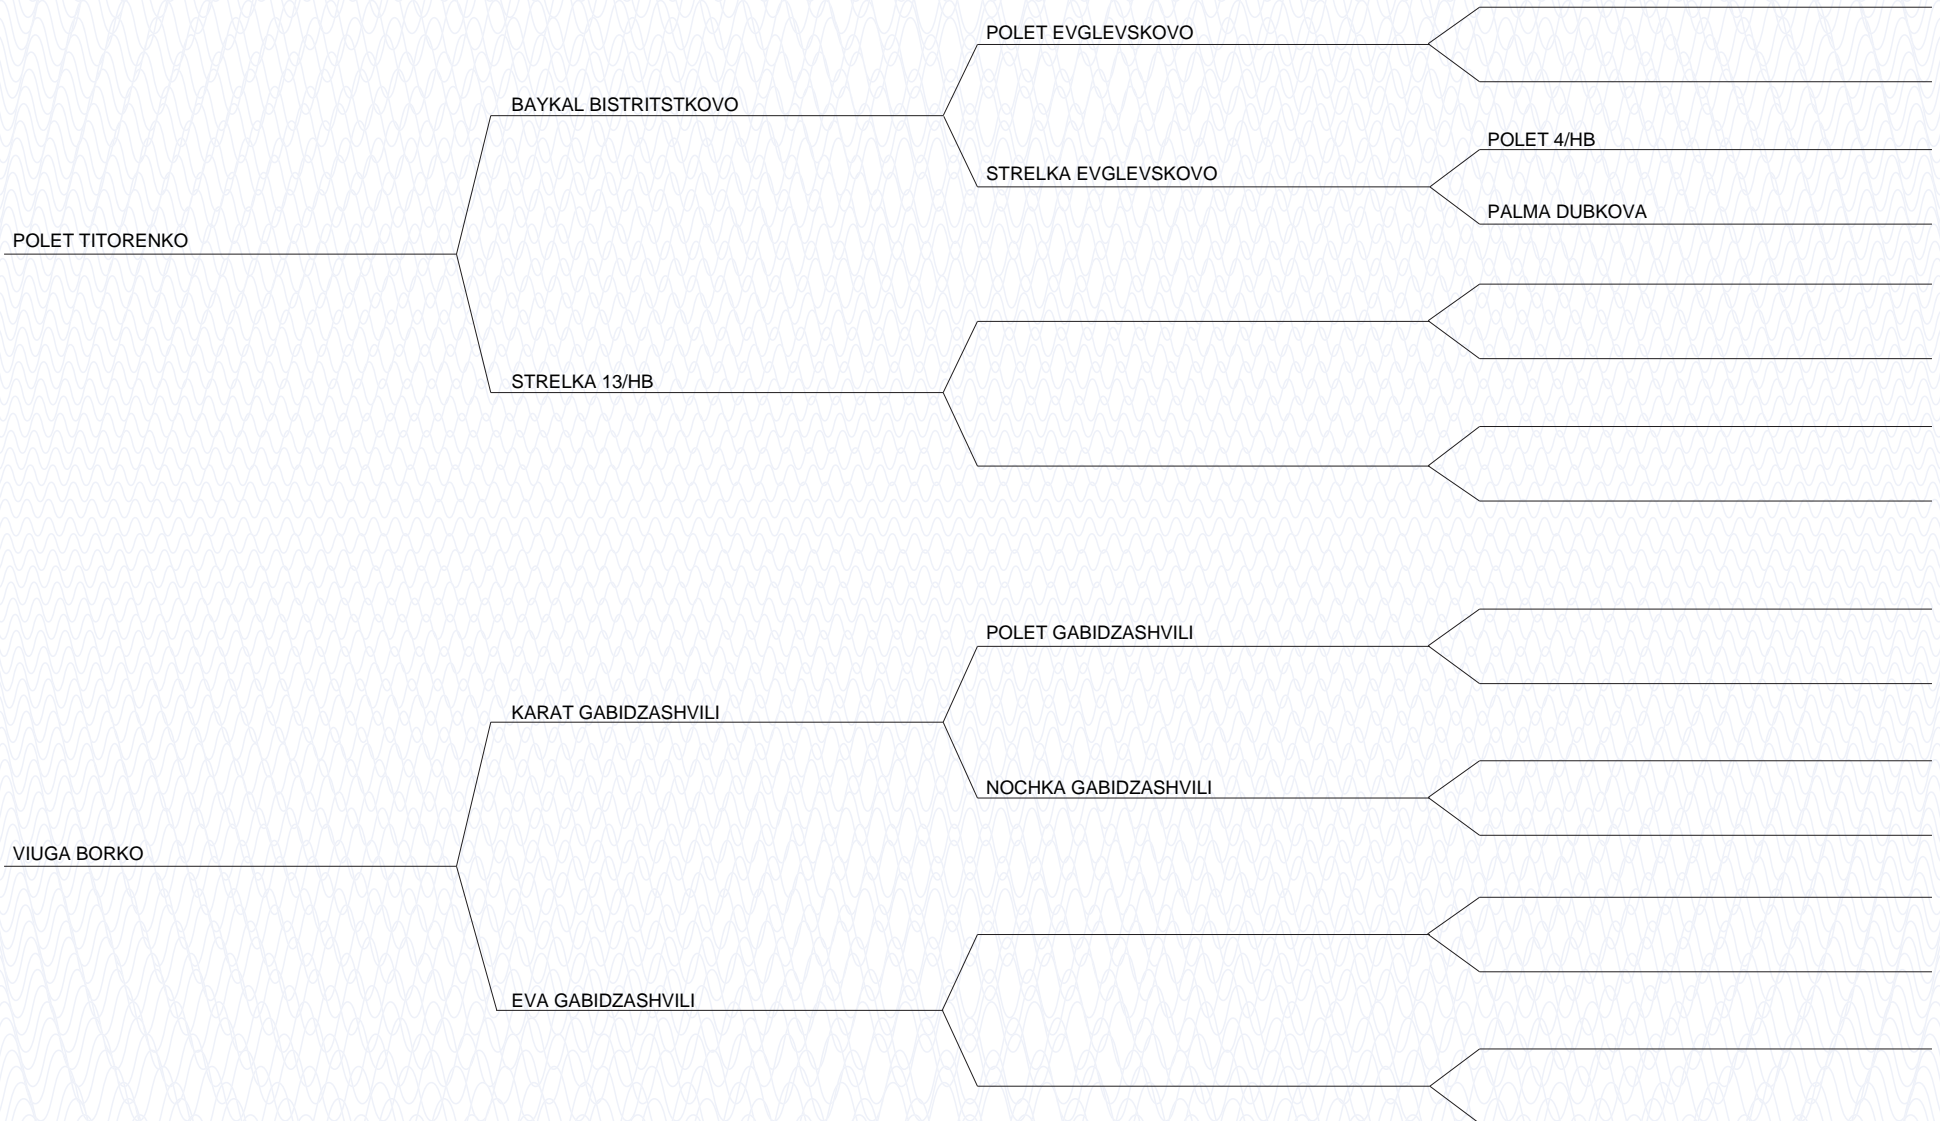 POLET EVGLEVSKOVO
BAYKAL BISTRITSTKOVO
POLET 4/HB
STRELKA EVGLEVSKOVO
PALMA DUBKOVA
POLET TITORENKO
STRELKA 13/HB
POLET GABIDZASHVILI
KARAT GABIDZASHVILI
NOCHKA GABIDZASHVILI
VIUGA BORKO
EVA GABIDZASHVILI